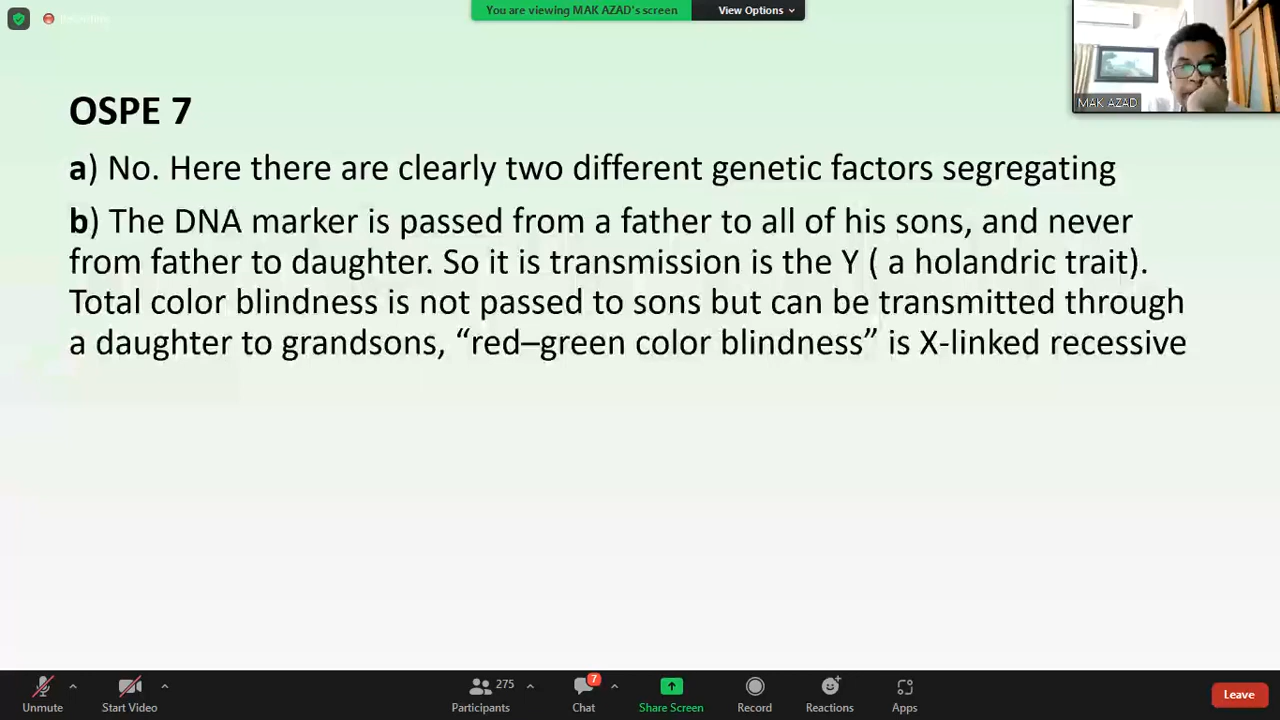 Recording
You are viewing MAK AZAD's screen
View Options
MAK AZAD
OSPE 7
a) No. Here there are clearly two different genetic factors segregating
b) The DNA marker is passed from a father to all of his sons, and never
from father to daughter. So it is transmission is the Y ( a holandric trait).
Total color blindness is not passed to sons but can be transmitted through
a daughter to grandsons, “red–green color blindness” is X-linked recessive
Unmute
Start Video
275
Participants
7
Chat
Share Screen
Record
Reactions
Apps
Leave